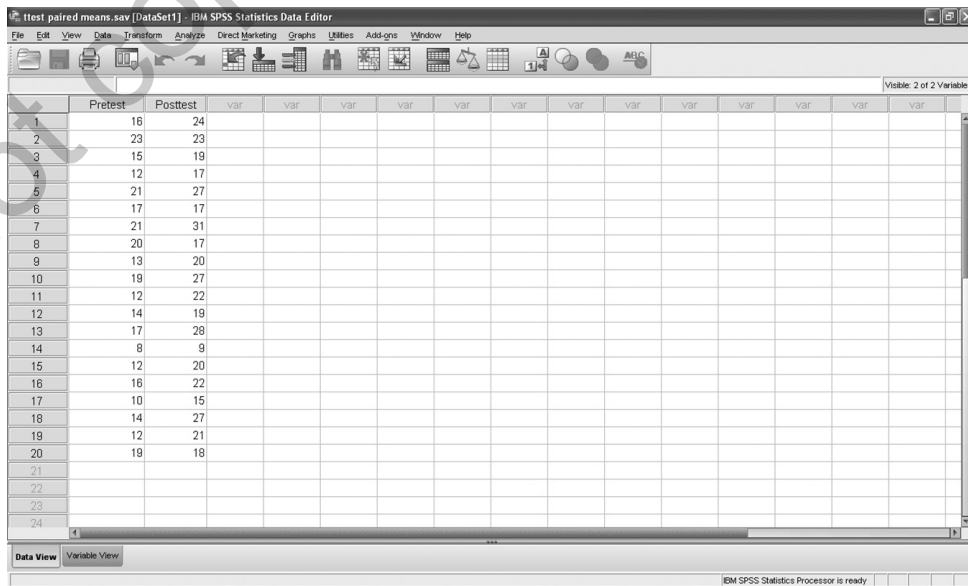 ttest paired means.sav [DataSet1] - IBM SPSS Statistics Data Editor
File Edit View Data Transform Analyze Direct Marketing Graphs Utilities Add-ons Window Help
Visible: 2 of 2 Variable
Pretest Posttest var var var var var var var var var var var var var
1 16 24
2 23 23
3 15 19
4 12 17
5 21 27
6 17 17
7 21 31
8 20 17
9 13 20
10 19 27
11 12 22
12 14 19
13 17 28
14 8 9
15 12 20
16 16 22
17 10 15
18 14 27
19 12 21
20 19 18
21
22
23
24
Data View Variable View
IBM SPSS Statistics Processor is ready